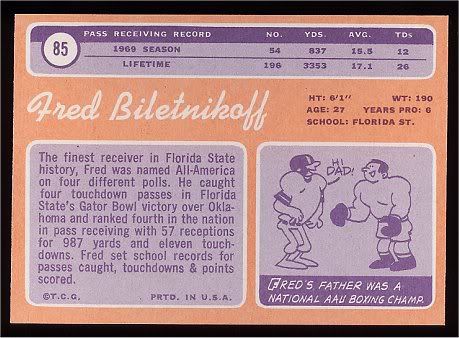 85
PASS RECEIVING RECORD NO. YDS. AVG. TDs
1969 SEASON 54 837 15.5 12
LIFETIME 196 3353 17.1 26
Fred Biletnikoff
HT: 6'1" WT: 190
AGE: 27 YEARS PRO: 6
SCHOOL: FLORIDA ST.
The finest receiver in Florida State
history, Fred was named All-America
on four different polls. He caught
four touchdown passes in Florida
State's Gator Bowl victory over Okla-
homa and ranked fourth in the nation
in pass receiving with 57 receptions
for 987 yards and eleven touch-
downs. Fred set school records for
passes caught, touchdowns & points
scored.
©T.C.G. PRTD. IN U.S.A.
HI
DAD!
FRED'S FATHER WAS A
NATIONAL AAU BOXING CHAMP.